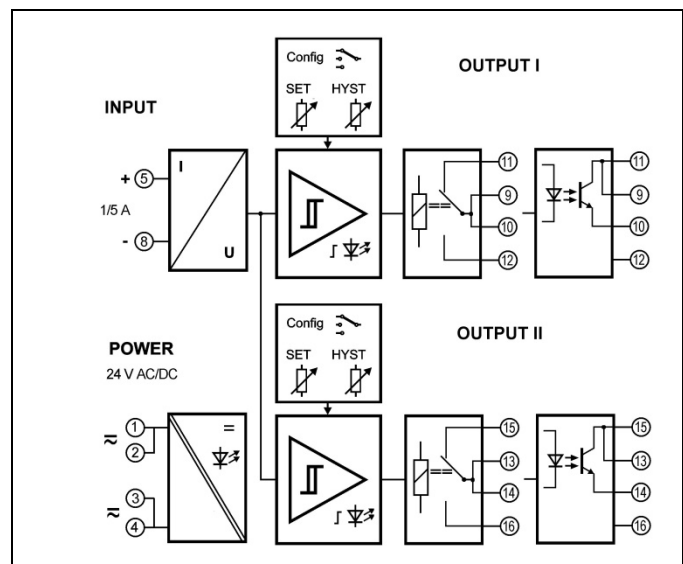 Config
SET HYST
OUTPUT I
INPUT
+ 5
1/5 A
- 8
I
U
11
9
10
12
11
9
10
12
Config
SET HYST
OUTPUT II
POWER
24 V AC/DC
1
2
3
4
=
15
13
14
16
15
13
14
16